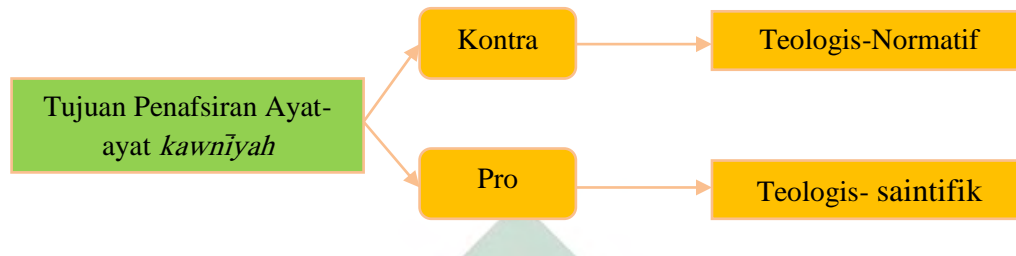 Kontra
Teologis-Normatif
Tujuan Penafsiran Ayat-
ayat kawnīyah
Pro
Teologis- saintifik